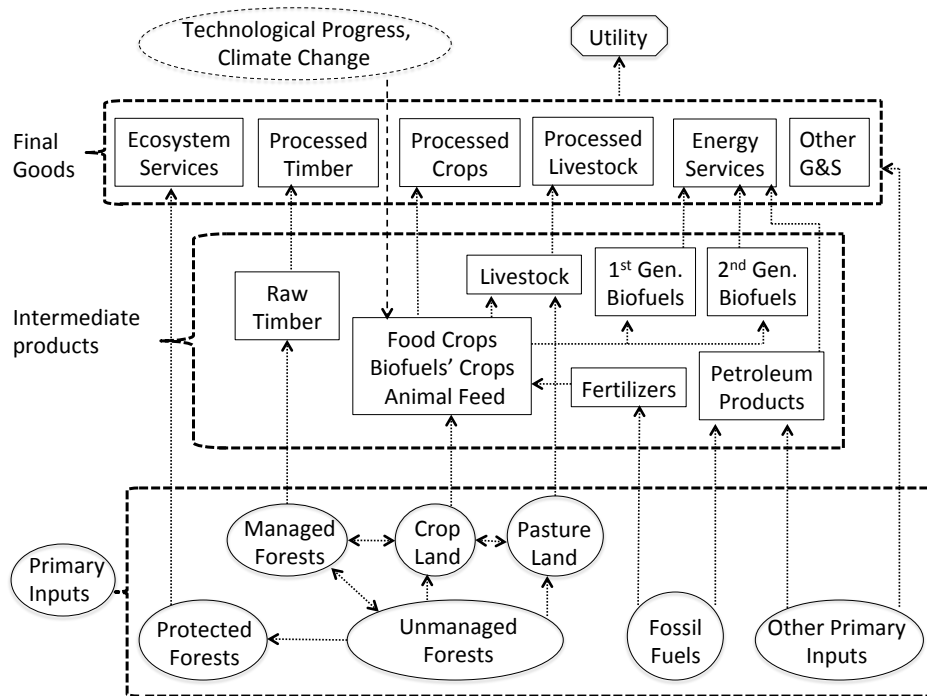 Technological Progress,
Climate Change
Utility
Final
Goods
Ecosystem
Services
Processed
Timber
Processed
Crops
Processed
Livestock
Energy
Services
Other
G&S
Intermediate
products
Raw
Timber
Livestock
1st Gen.
Biofuels
2nd Gen.
Biofuels
Food Crops
Biofuels’ Crops
Animal Feed
Fertilizers
Petroleum
Products
Primary
Inputs
Managed
Forests
Crop
Land
Pasture
Land
Protected
Forests
Unmanaged
Forests
Fossil
Fuels
Other Primary
Inputs